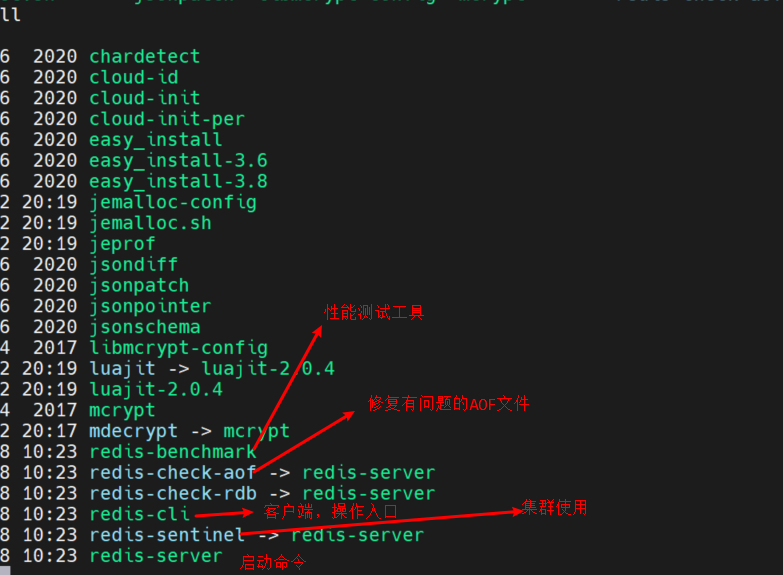 ll
6 2020 chardetect
6 2020 cloud-id
6 2020 cloud-init
6 2020 cloud-init-per
6 2020 easy_install
6 2020 easy_install-3.6
6 2020 easy_install-3.8
2 20:19 jemalloc-config
2 20:19 jemalloc.sh
2 20:19 jeprof
6 2020 jsondiff
6 2020 jsonpatch
6 2020 jsonpointer
性能测试工具
6 2020 jsonschema
4 2017 libmcrypt-config
2 20:19 luajit -> luajit-2.0.4
2 20:19 luajit-2.0.4
4 2017 mcrypt
修复有问题的AOF文件
2 20:17 mdecrypt -> mcrypt
8 10:23 redis-benchmark
8 10:23 redis-check-aof -> redis-server
8 10:23 redis-check-rdb -> redis-server
8 10:23 redis-cli 客户端，操作入口
集群使用
8 10:23 redis-sentinel -> redis-server
8 10:23 redis-server 启动命令